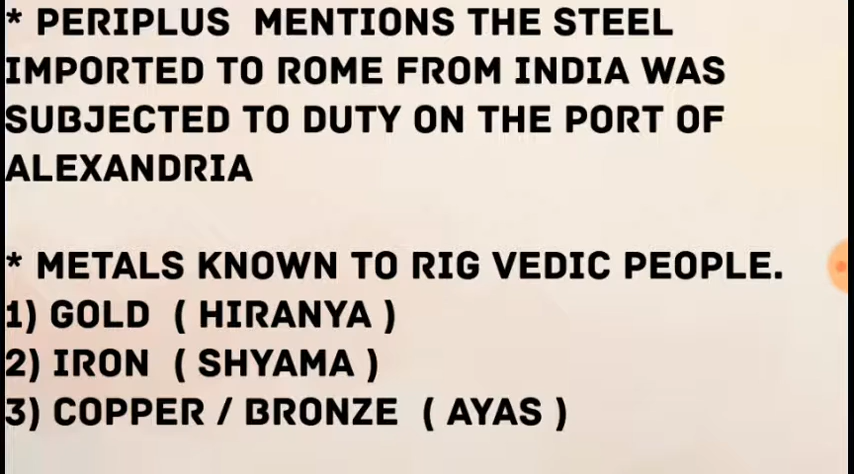 * PERIPLUS MENTIONS THE STEEL
IMPORTED TO ROME FROM INDIA WAS
SUBJECTED TO DUTY ON THE PORT OF
ALEXANDRIA
* METALS KNOWN TO RIG VEDIC PEOPLE.
1) GOLD ( HIRANYA )
2) IRON ( SHYAMA )
3) COPPER / BRONZE ( AYAS )